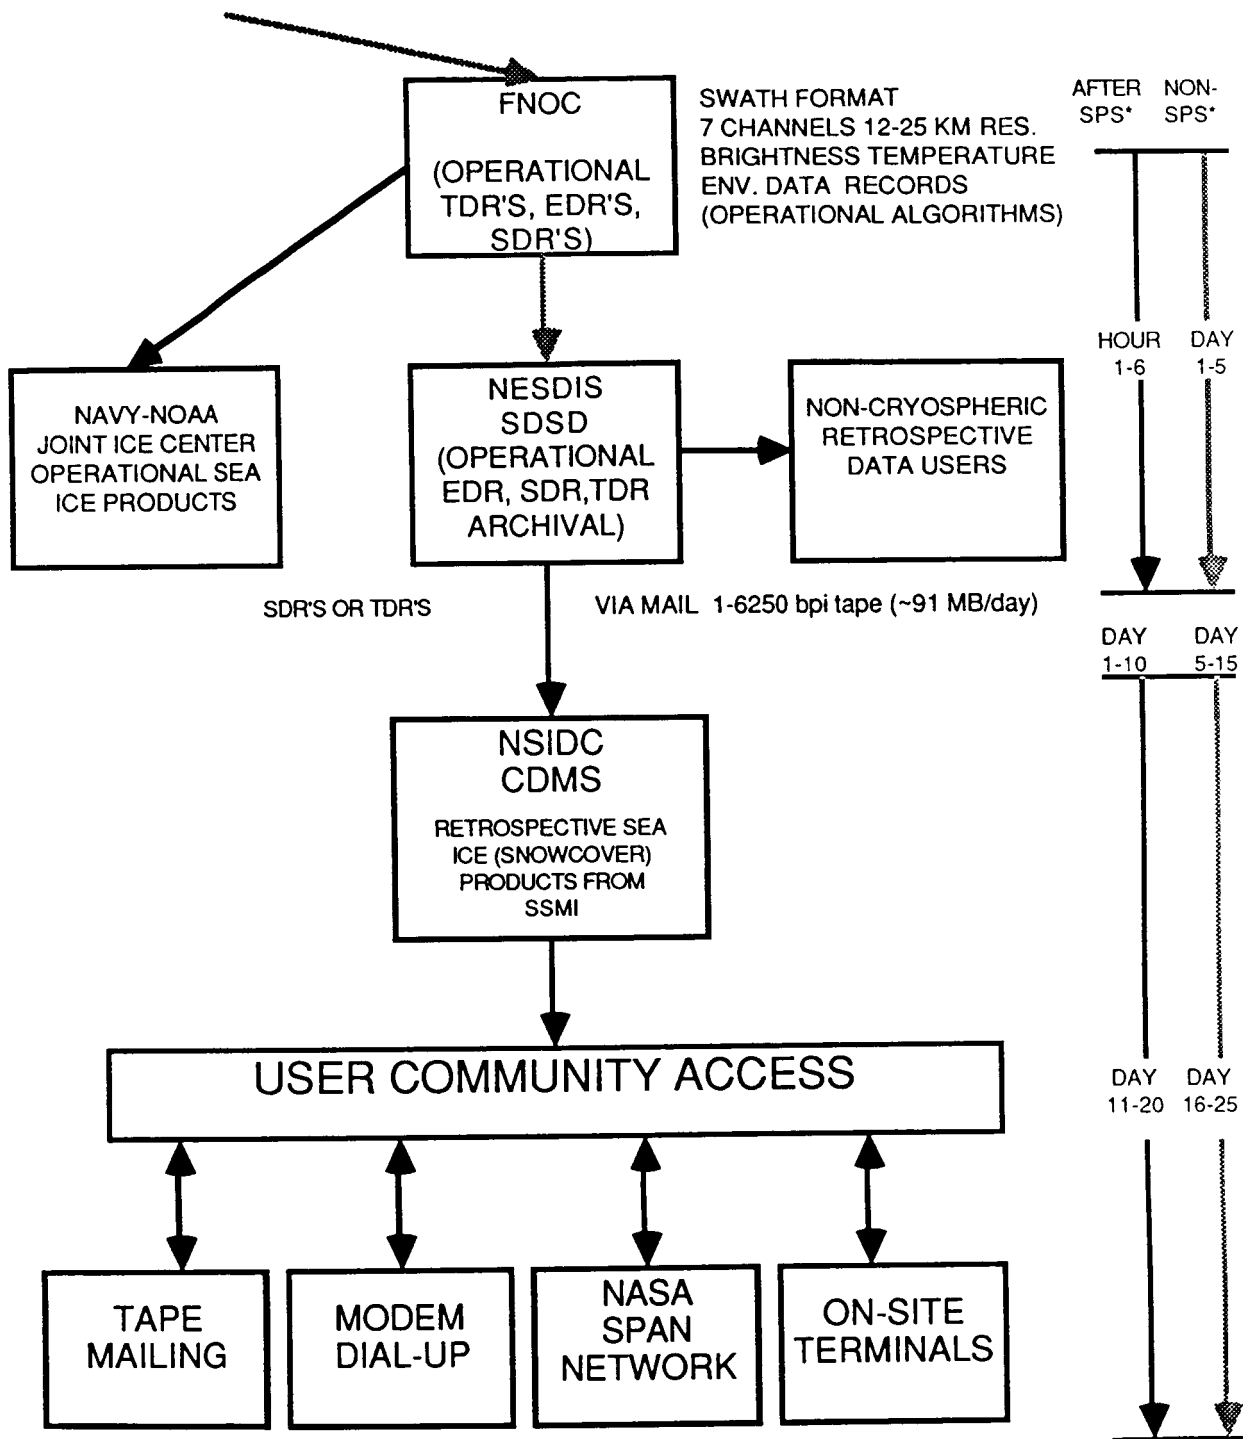 FNOC
(OPERATIONAL
TDR'S, EDR'S,
SDR'S)
SWATH FORMAT
7 CHANNELS 12-25 KM RES.
BRIGHTNESS TEMPERATURE
ENV. DATA RECORDS
(OPERATIONAL ALGORITHMS)
AFTER
SPS*
NON-
SPS*
HOUR
1-6
DAY
1-5
NAVY-NOAA
JOINT ICE CENTER
OPERATIONAL SEA
ICE PRODUCTS
NESDIS
SDSD
(OPERATIONAL
EDR, SDR,TDR
ARCHIVAL)
NON-CRYOSPHERIC
RETROSPECTIVE
DATA USERS
SDR'S OR TDR'S
VIA MAIL 1-6250 bpi tape (~91 MB/day)
DAY
1-10
DAY
5-15
NSIDC
CDMS
RETROSPECTIVE SEA
ICE (SNOWCOVER)
PRODUCTS FROM
SSMI
USER COMMUNITY ACCESS
DAY
11-20
DAY
16-25
TAPE
MAILING
MODEM
DIAL-UP
NASA
SPAN
NETWORK
ON-SITE
TERMINALS